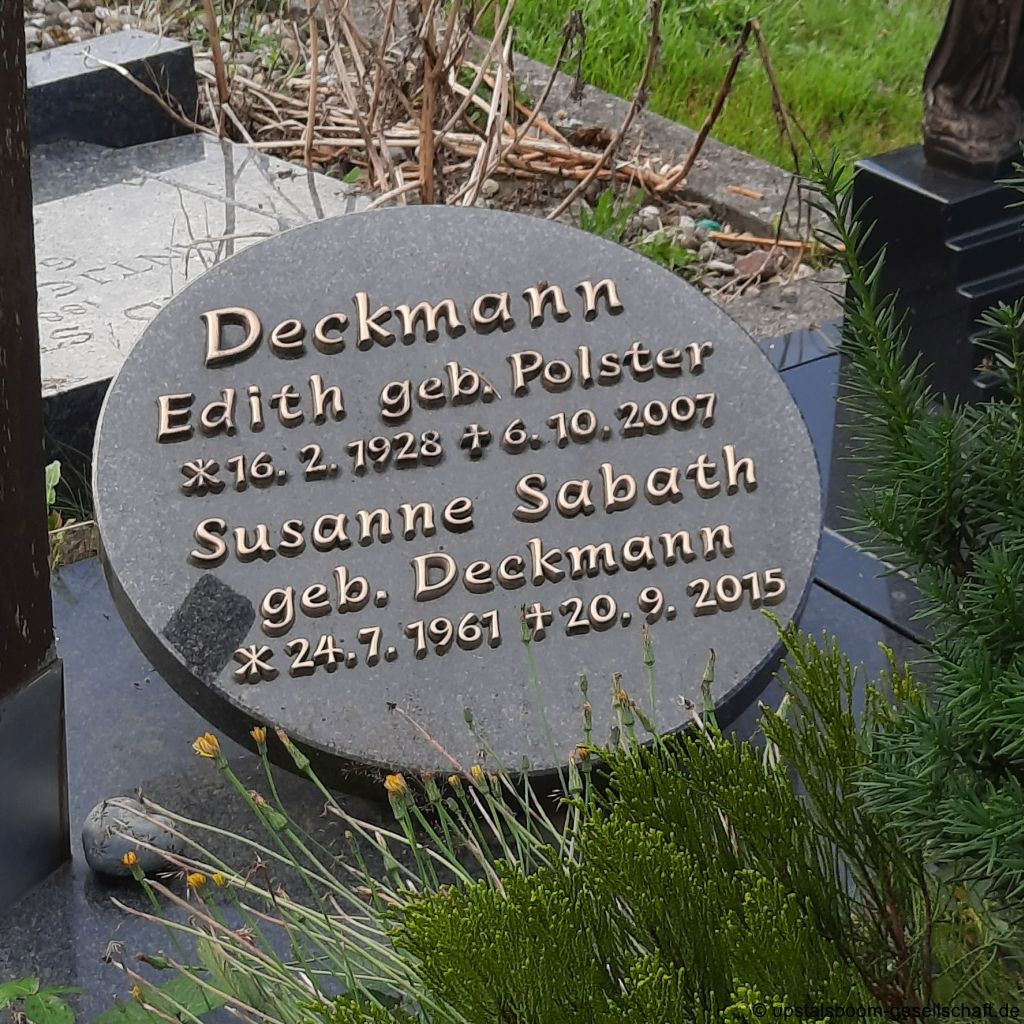 Deckmann
Edith geb. Polster
* 16. 2. 1928 ✝ 6. 10. 2007
Susanne Sabath
geb. Deckmann
* 24. 7. 1961 ✝ 20. 9. 2015
© upstalsboom-gesellschaft.de